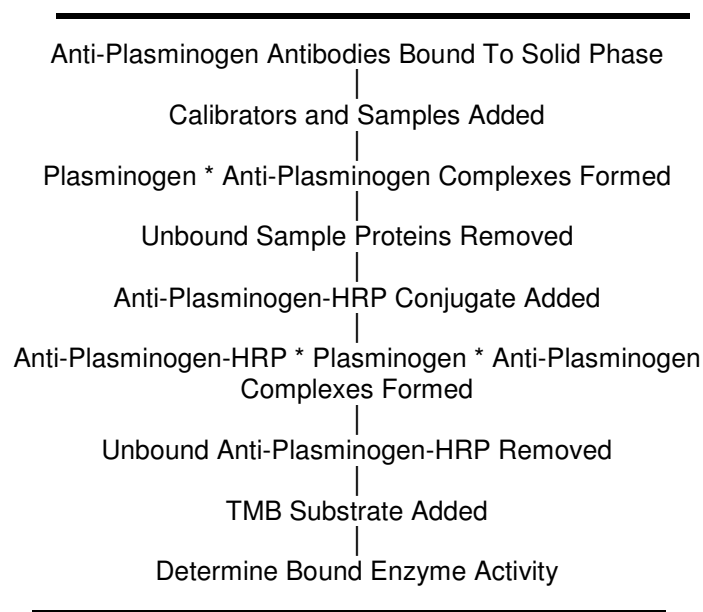 Anti-Plasminogen Antibodies Bound To Solid Phase
Calibrators and Samples Added
Plasminogen * Anti-Plasminogen Complexes Formed
Unbound Sample Proteins Removed
Anti-Plasminogen-HRP Conjugate Added
Anti-Plasminogen-HRP * Plasminogen * Anti-Plasminogen
Complexes Formed
Unbound Anti-Plasminogen-HRP Removed
TMB Substrate Added
Determine Bound Enzyme Activity